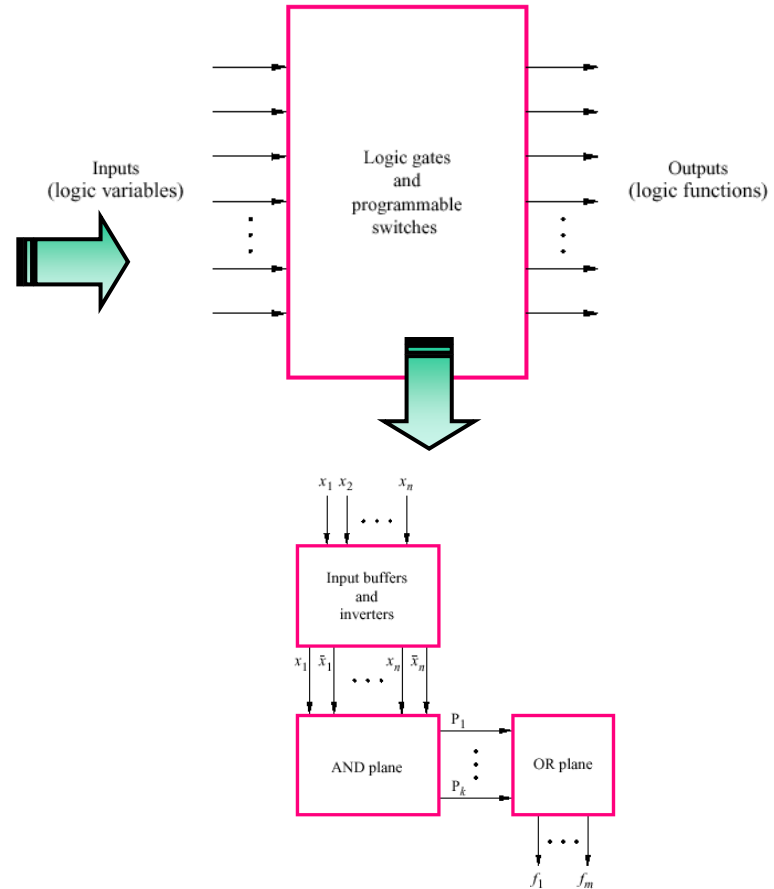 Inputs
(logic variables)
Logic gates
and
programmable
switches
Outputs
(logic functions)
x₁ x₂ xₙ
Input buffers
and
inverters
x₁ x̄₁ xₙ x̄ₙ
AND plane
P₁
Pₖ
OR plane
f₁ fₘ